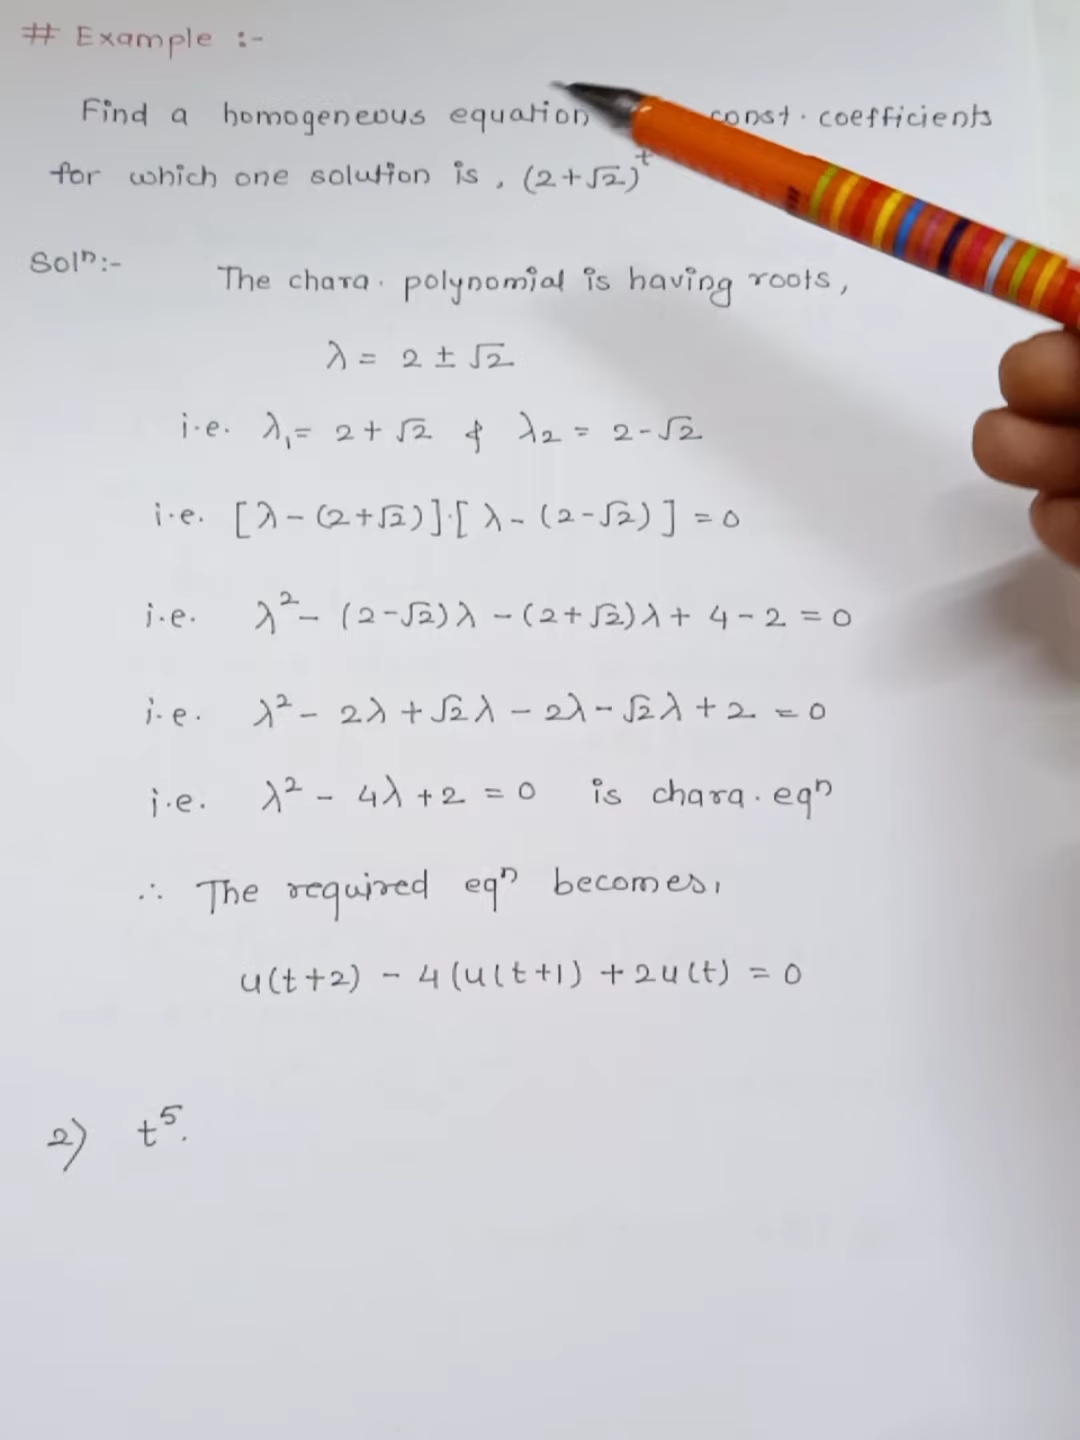 # Example :-
Find a homogeneous equation const. coefficients
for which one solution is, (2+√2)^t
Solⁿ:- The chara. polynomial is having roots,
λ = 2 ± √2
i.e. λ₁= 2+√2 & λ₂ = 2-√2
i.e. [λ-(2+√2)]·[λ-(2-√2)] = 0
i.e. λ² - (2-√2)λ - (2+√2)λ + 4-2 = 0
i.e. λ² - 2λ + √2λ - 2λ - √2λ + 2 = 0
i.e. λ² - 4λ + 2 = 0 is chara. eqⁿ
∴ The required eqⁿ becomes,
u(t+2) - 4(u(t+1) + 2u(t) = 0
2) t⁵.